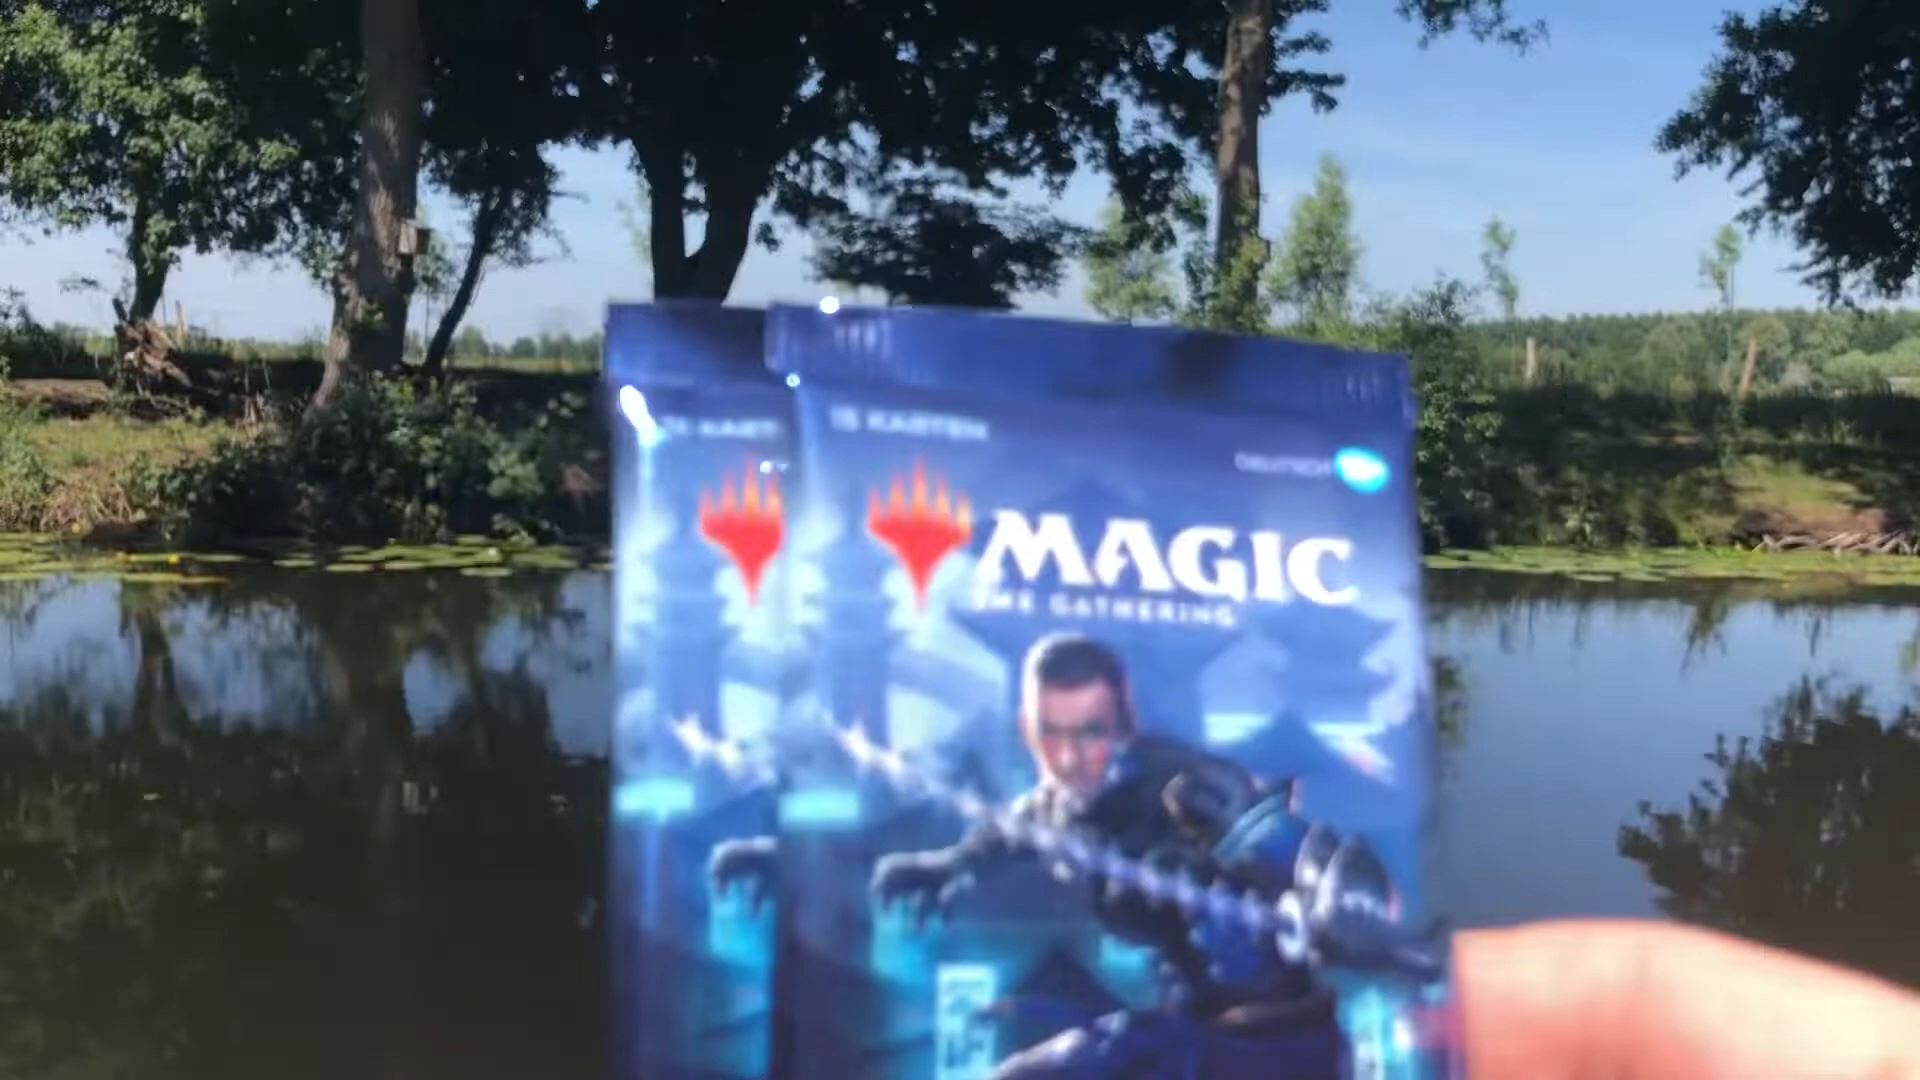 15 KARTEN
DEUTSCH
MAGIC
THE GATHERING